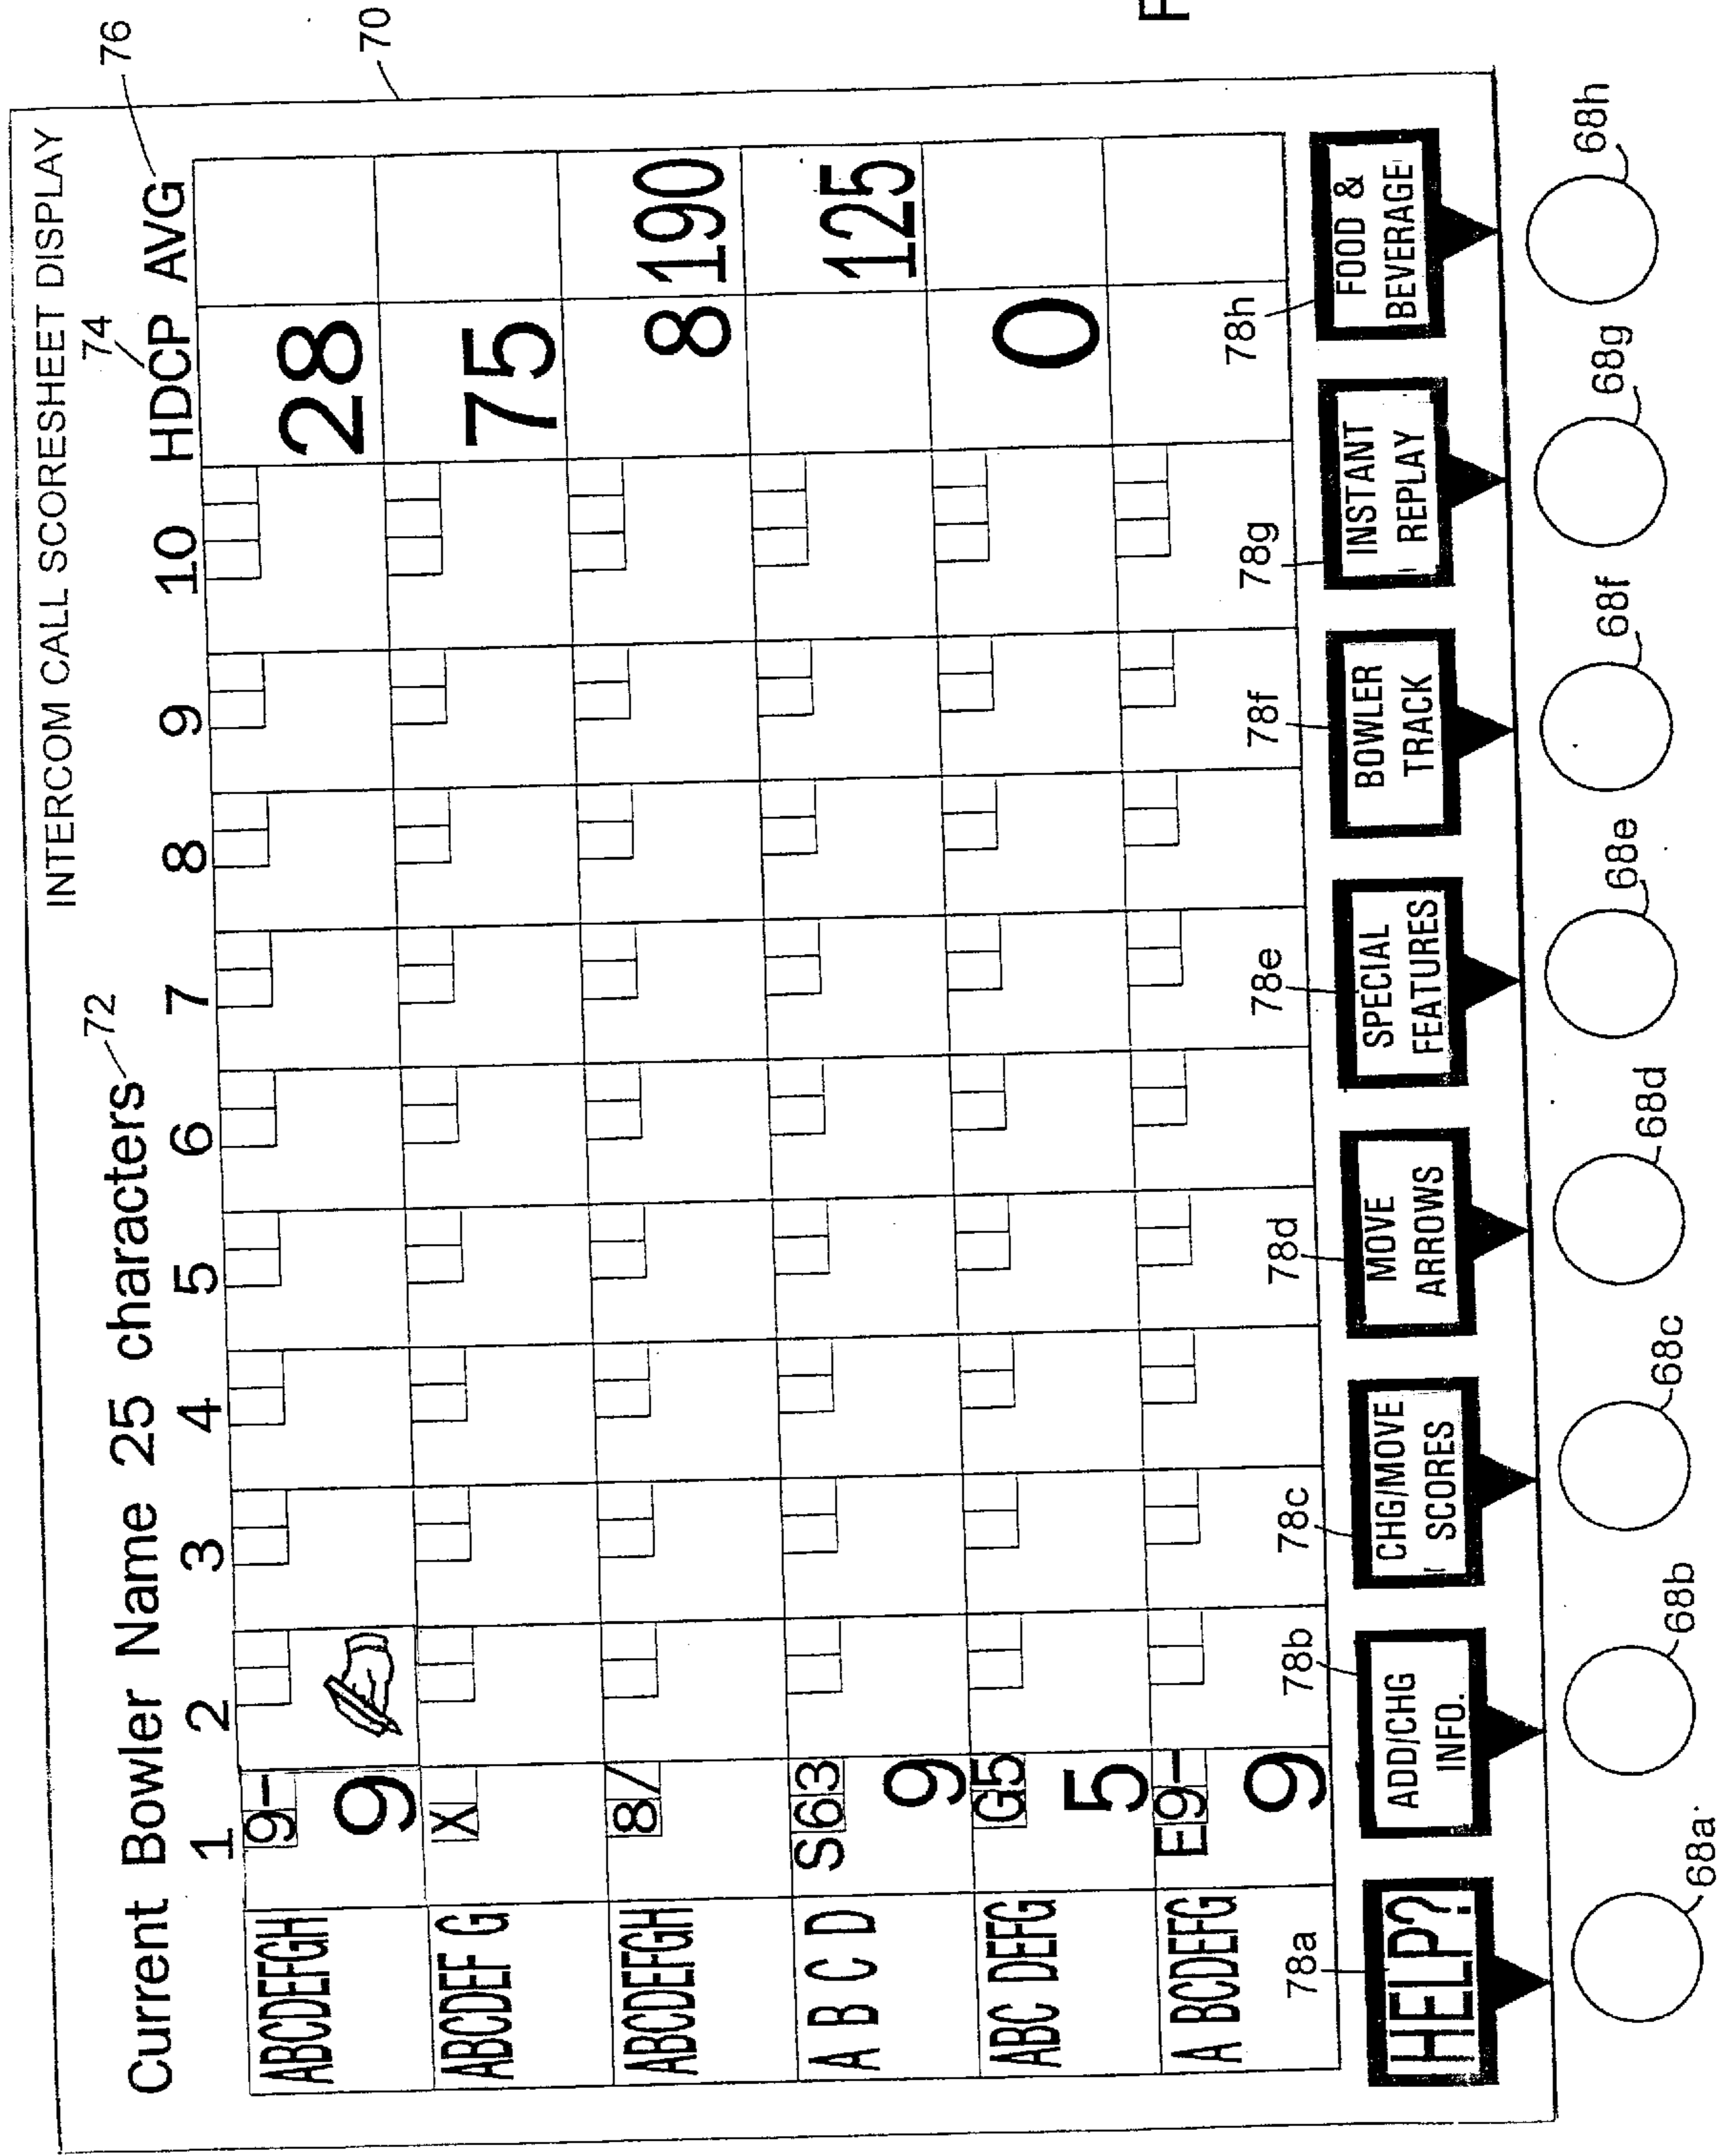 INTERCOM CALL SCORESHEET DISPLAY
76
74
70
Current Bowler Name 25 characters 72
1 2 3 4 5 6 7 8 9 10 HDCP AVG
ABCDEFGH 9- 9 28
ABCDEF G X 75
ABCDEFGH 8/ 8 190
A B C D S63 9 125
ABC DEFG G5 5 0
A BCDEFG E9- 9
78a 78b 78c 78d 78e 78f 78g 78h
HELP?
ADD/CHG
INFO.
CHG/MOVE
SCORES
MOVE
ARROWS
SPECIAL
FEATURES
BOWLER
TRACK
INSTANT
REPLAY
FOOD &
BEVERAGE
68a 68b 68c 68d 68e 68f 68g 68h